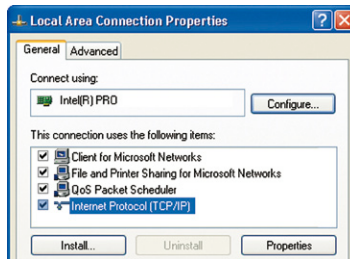 Local Area Connection Properties
General Advanced
Connect using:
Intel(R) PRO
Configure...
This connection uses the following items:
Client for Microsoft Networks
File and Printer Sharing for Microsoft Networks
QoS Packet Scheduler
Internet Protocol (TCP/IP)
Install... Uninstall Properties